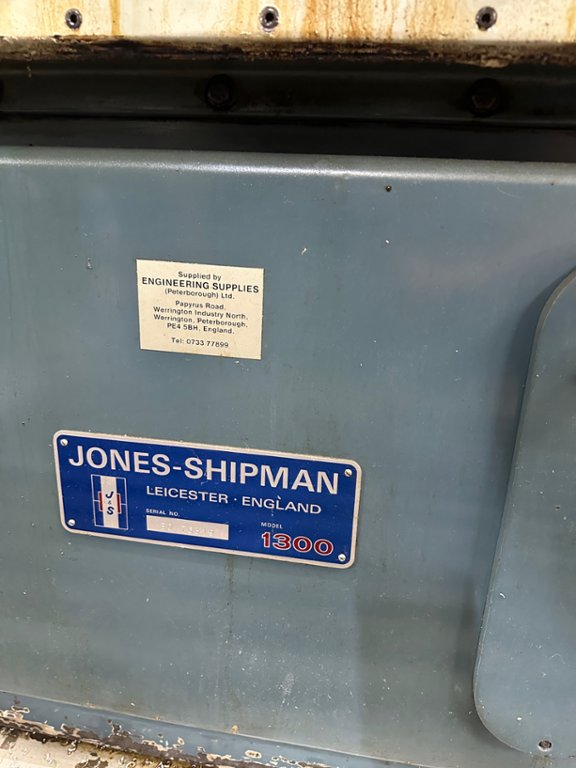 Supplied by
ENGINEERING SUPPLIES
(Peterborough) Ltd.
Papyrus Road,
Werrington Industry North,
Werrington, Peterborough,
PE4 5BH, England.
Tel: 0733 77899
JONES-SHIPMAN
LEICESTER · ENGLAND
J & S
SERIAL NO.
MODEL
1300